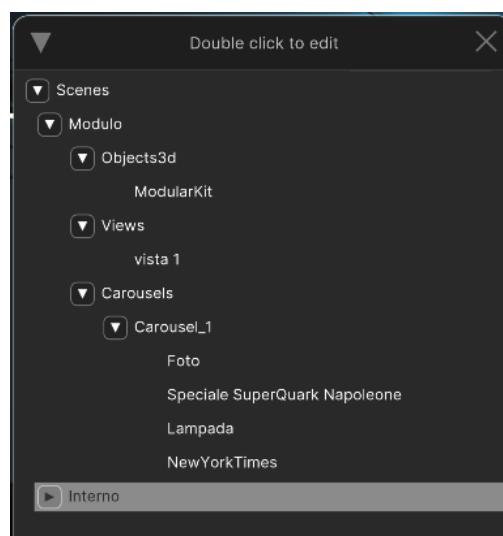 Double click to edit
Scenes
Modulo
Objects3d
ModularKit
Views
vista 1
Carousels
Carousel_1
Foto
Speciale SuperQuark Napoleone
Lampada
NewYorkTimes
Interno